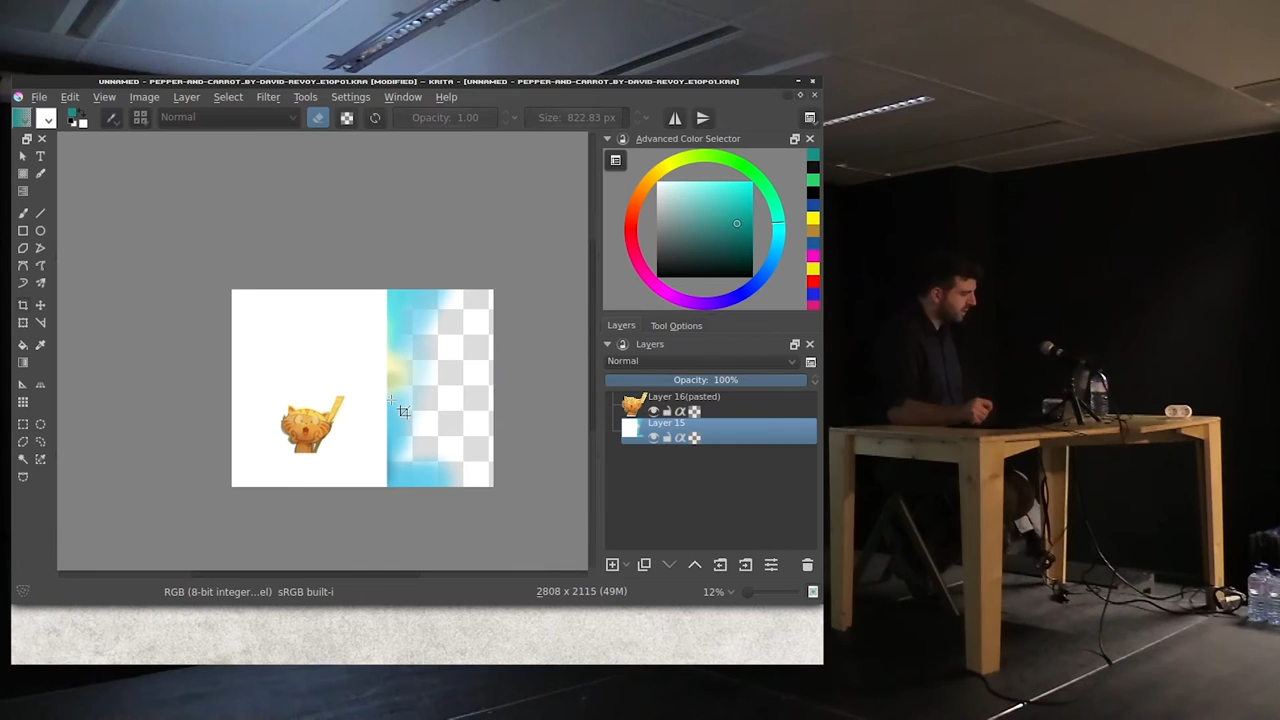 UNNAMED - PEPPER-AND-CARROT_BY-DAVID-REVOY_E10P01.KRA [MODIFIED] – KRITA - [UNNAMED - PEPPER-AND-CARROT_BY-DAVID-REVOY_E10P01.KRA]
File Edit View Image Layer Select Filter Tools Settings Window Help
Normal Opacity: 1.00 Size: 822.83 px
Advanced Color Selector
Layers Tool Options
Layers
Normal
Opacity: 100%
Layer 16(pasted)
Layer 15
RGB (8-bit integer...el) sRGB built-i 2808 x 2115 (49M) 12%